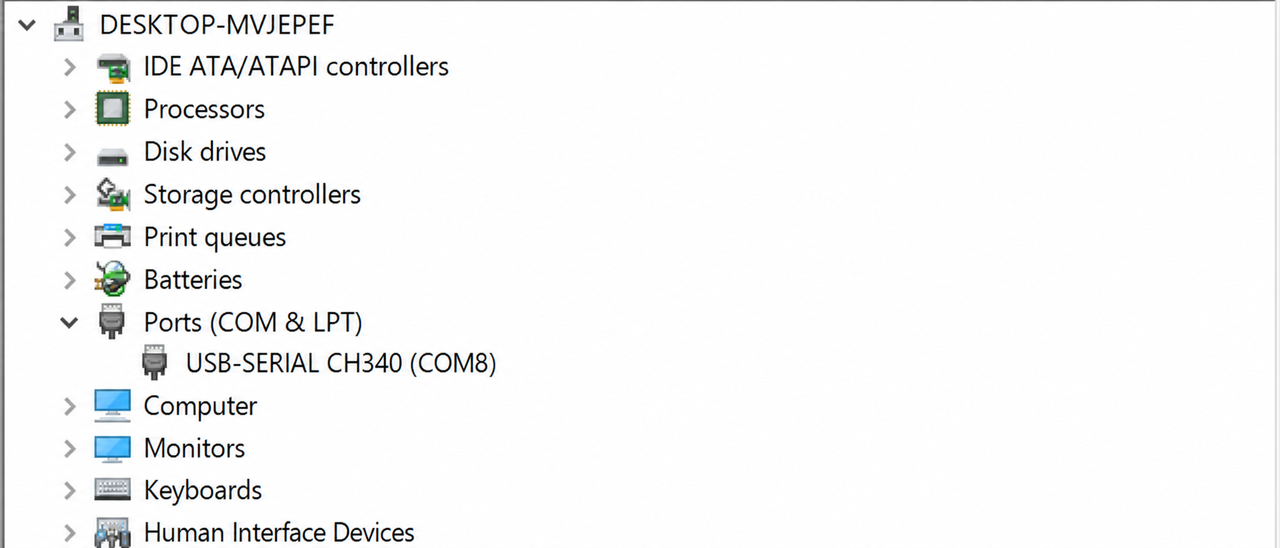 DESKTOP-MVJEPEF
IDE ATA/ATAPI controllers
Processors
Disk drives
Storage controllers
Print queues
Batteries
Ports (COM & LPT)
USB-SERIAL CH340 (COM8)
Computer
Monitors
Keyboards
Human Interface Devices